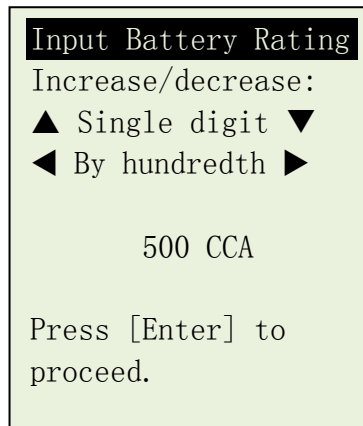 Input Battery Rating
Increase/decrease:
▲ Single digit ▼
◀ By hundredth ▶
500 CCA
Press [Enter] to
proceed.